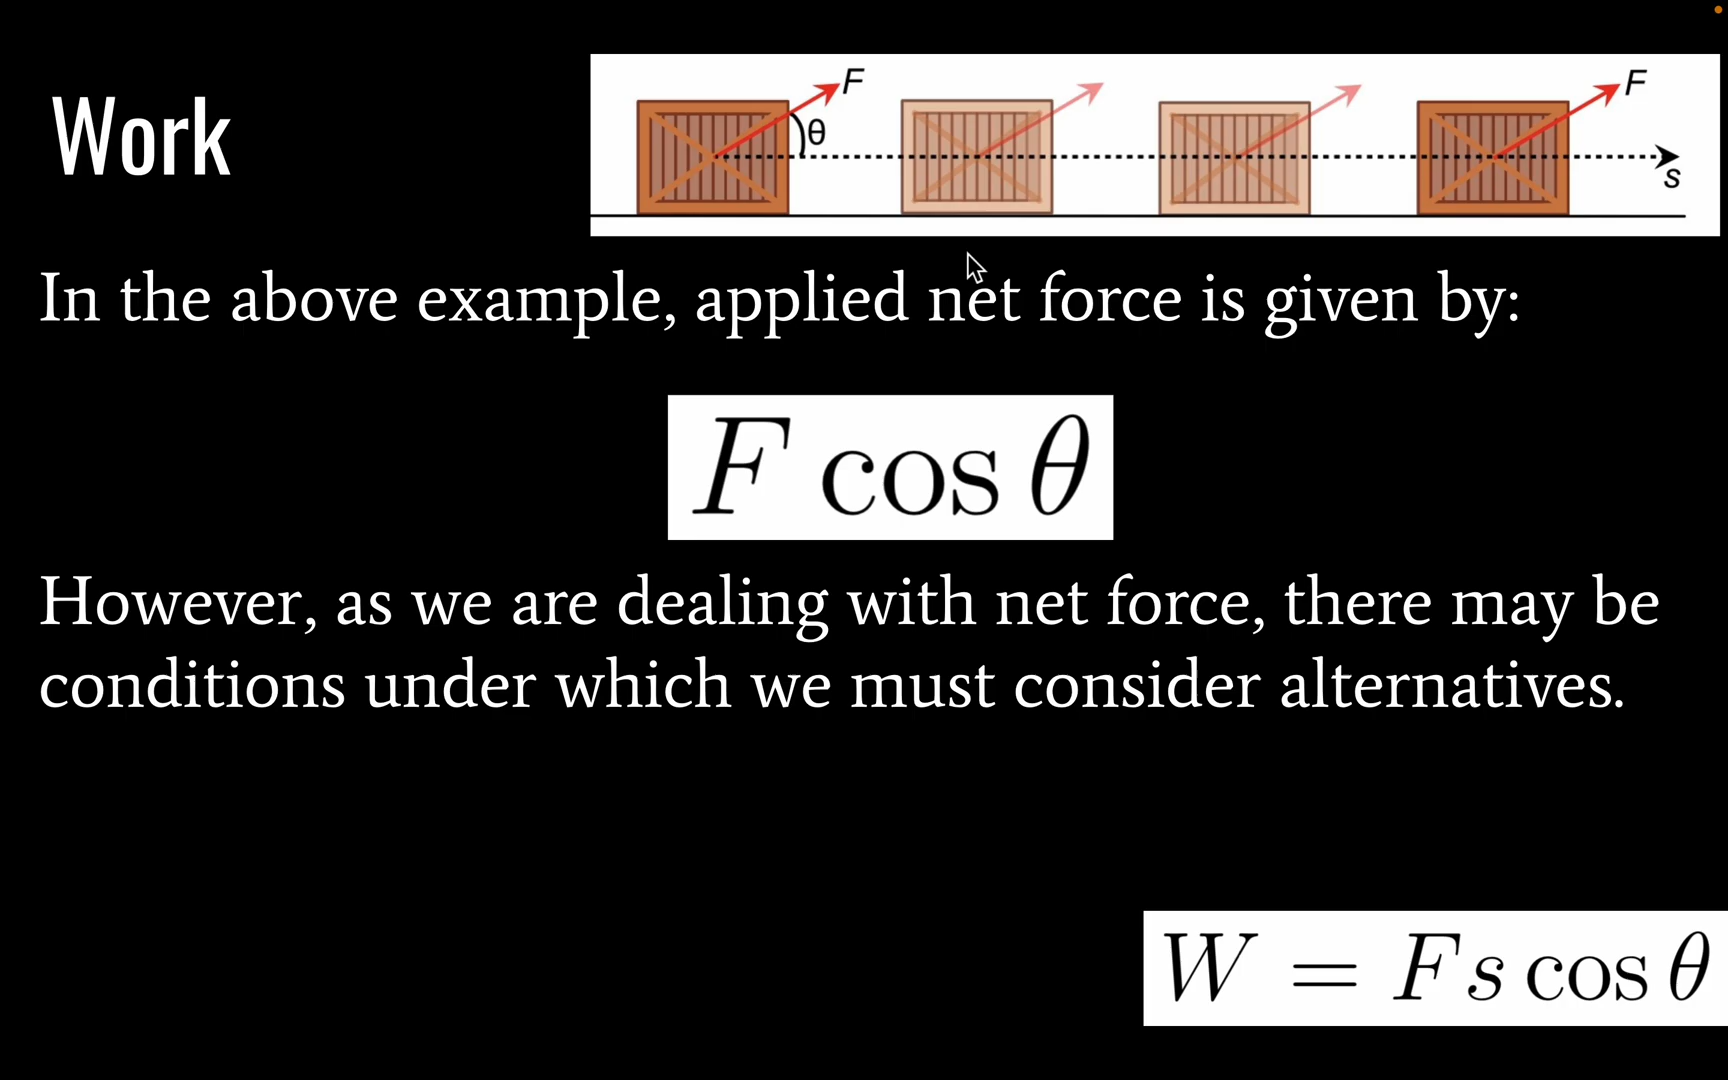 Work
F
θ
F
s
In the above example, applied net force is given by:
F cos θ
However, as we are dealing with net force, there may be
conditions under which we must consider alternatives.
W = Fs cos θ